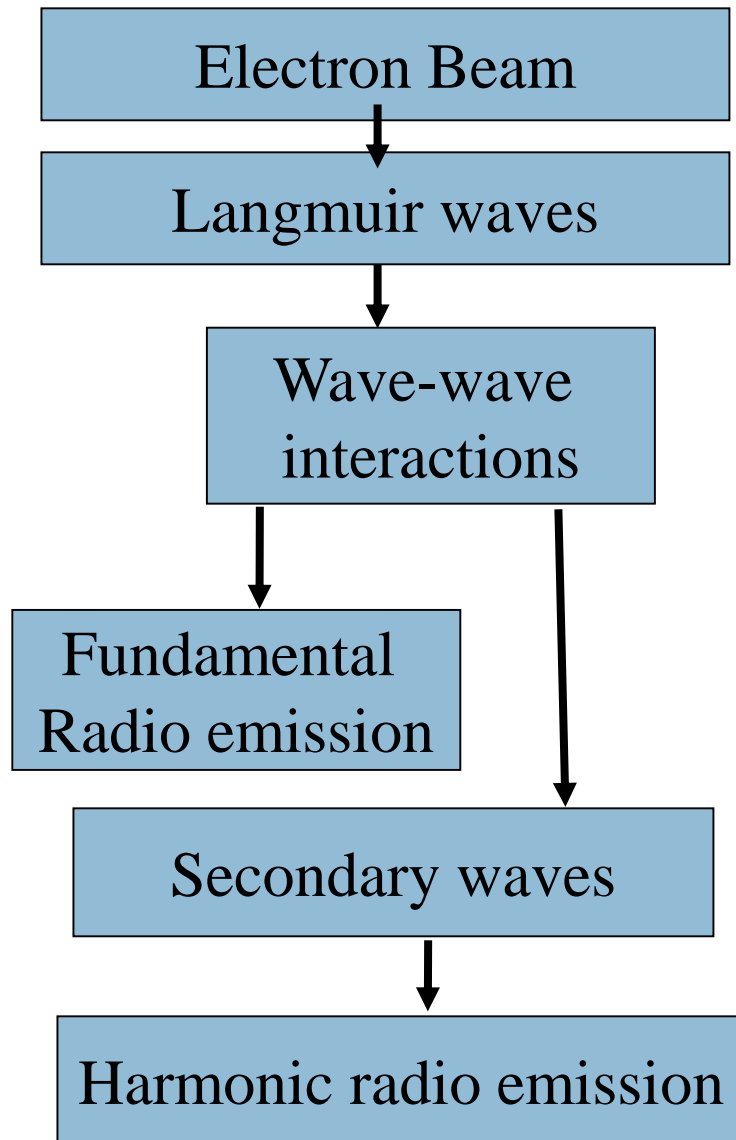 Electron Beam
Langmuir waves
Wave-wave
interactions
Fundamental
Radio emission
Secondary waves
Harmonic radio emission